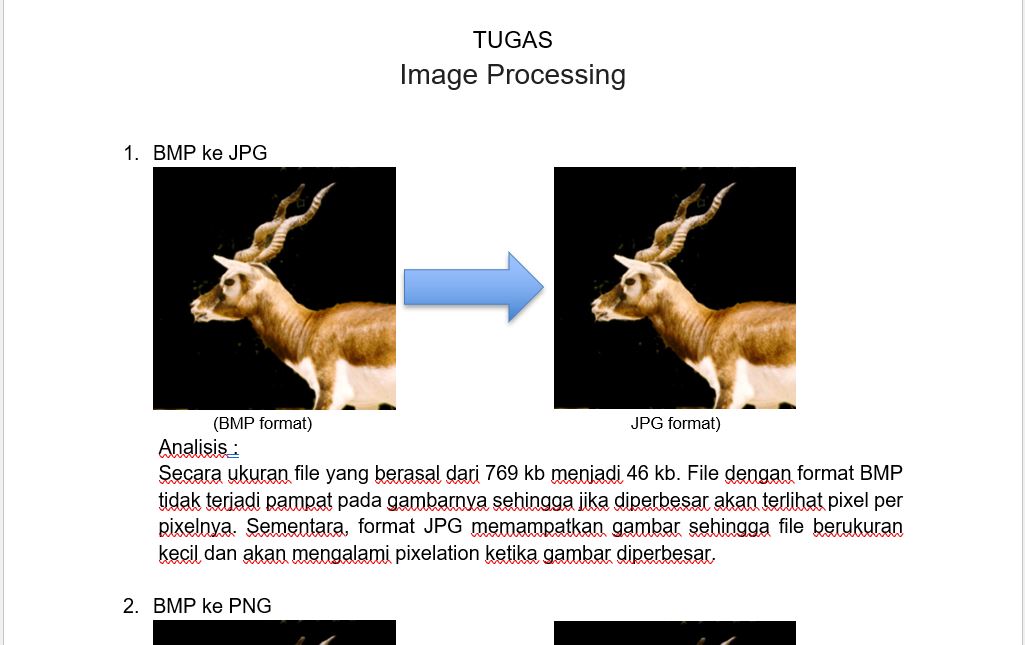 TUGAS
Image Processing
1. BMP ke JPG
(BMP format)
JPG format)
Analisis :
Secara ukuran file yang berasal dari 769 kb menjadi 46 kb. File dengan format BMP
tidak terjadi pampat pada gambarnya sehingga jika diperbesar akan terlihat pixel per
pixelnya. Sementara, format JPG memampatkan gambar sehingga file berukuran
kecil dan akan mengalami pixelation ketika gambar diperbesar.
2. BMP ke PNG